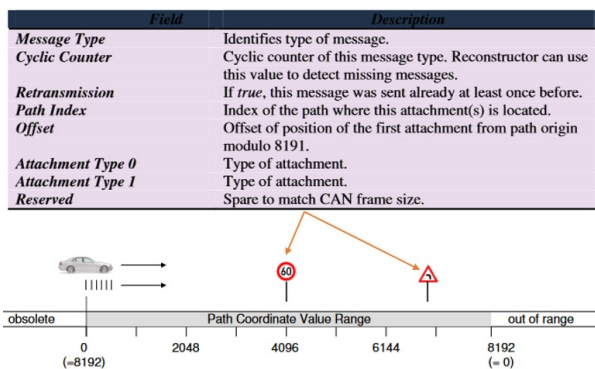 Field Description
Message Type Identifies type of message.
Cyclic Counter Cyclic counter of this message type. Reconstructor can use
this value to detect missing messages.
Retransmission If true, this message was sent already at least once before.
Path Index Index of the path where this attachment(s) is located.
Offset Offset of position of the first attachment from path origin
modulo 8191.
Attachment Type 0 Type of attachment.
Attachment Type 1 Type of attachment.
Reserved Spare to match CAN frame size.
60
obsolete Path Coordinate Value Range out of range
0 2048 4096 6144 8192
(=8192) (= 0)